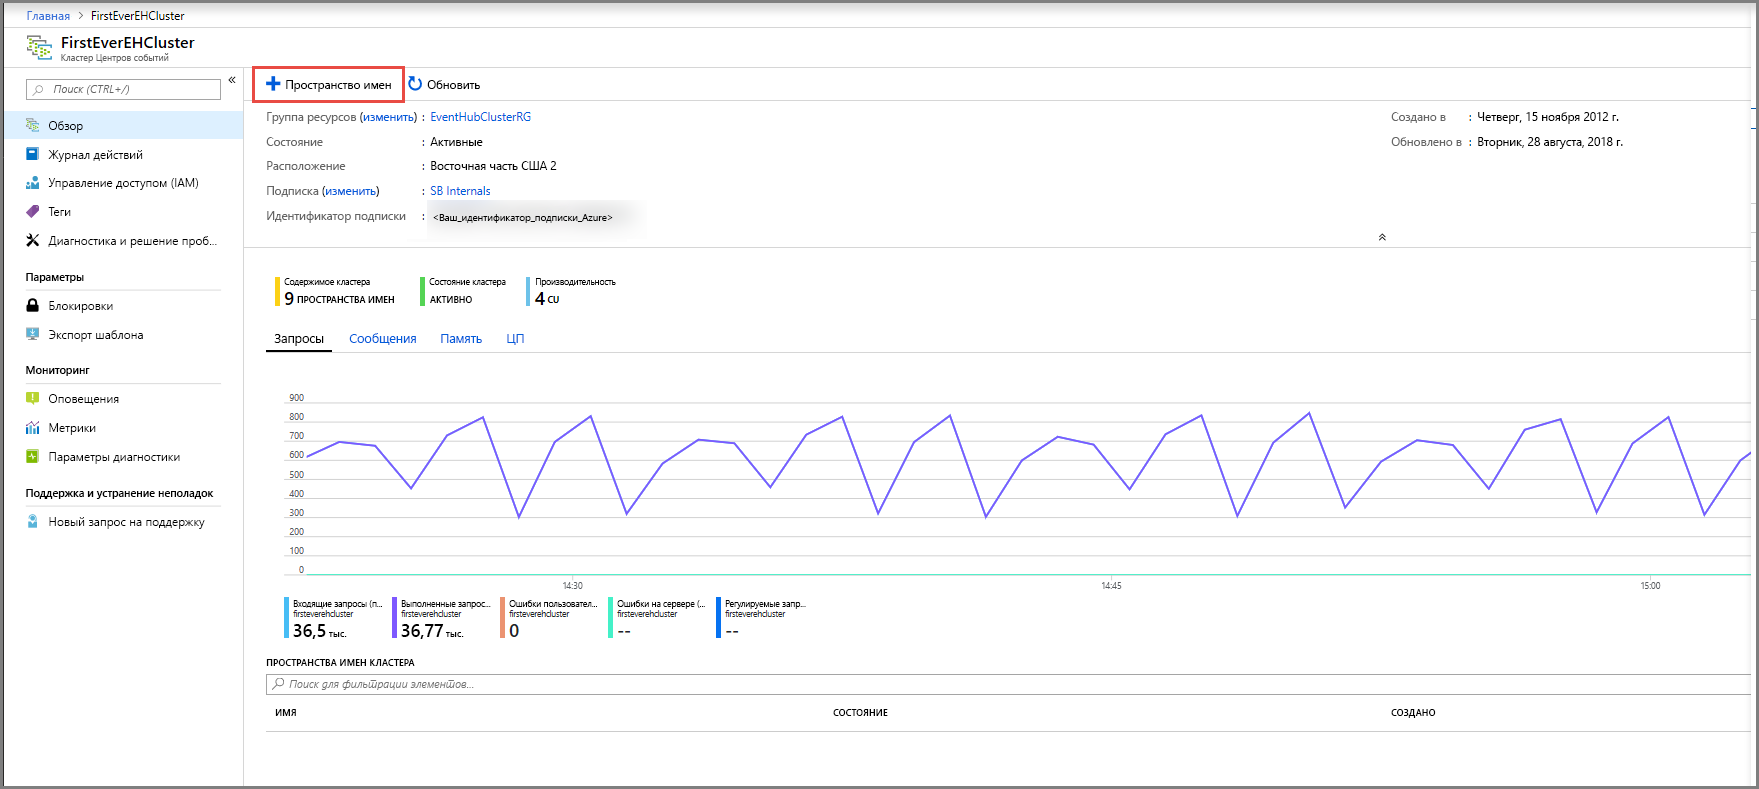 Главная > FirstEverEHCluster
FirstEverEHCluster
Кластер Центров событий
Поиск (CTRL+/)
«
Обзор
Журнал действий
Управление доступом (IAM)
Теги
Диагностика и решение проб...
Параметры
Блокировки
Экспорт шаблона
Мониторинг
Оповещения
Метрики
Параметры диагностики
Поддержка и устранение неполадок
Новый запрос на поддержку
Пространство имен Обновить
Группа ресурсов (изменить) : EventHubClusterRG
Состояние : Активные
Расположение : Восточная часть США 2
Подписка (изменить) : SB Internals
Идентификатор подписки : <Ваш_идентификатор_подписки_Azure>
Создано в : Четверг, 15 ноября 2012 г.
Обновлено в : Вторник, 28 августа, 2018 г.
Содержимое кластера
9 ПРОСТРАНСТВА ИМЕН
Состояние кластера
АКТИВНО
Производительность
4 CU
Запросы Сообщения Память ЦП
900
800
700
600
500
400
300
200
100
0
14:30 14:45 15:00
Входящие запросы (п...
firsteverehcluster
36,5 тыс.
Выполненные запрос...
firsteverehcluster
36,77 тыс.
Ошибки пользовател...
firsteverehcluster
0
Ошибки на сервере (...
firsteverehcluster
--
Регулируемые запр...
firsteverehcluster
--
ПРОСТРАНСТВА ИМЕН КЛАСТЕРА
Поиск для фильтрации элементов...
ИМЯ СОСТОЯНИЕ СОЗДАНО